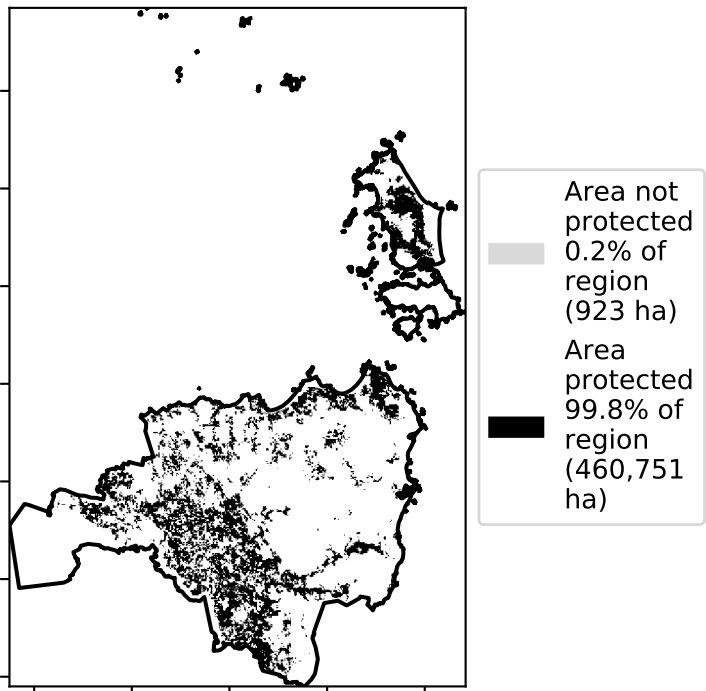 Area not
protected
0.2% of
region
(923 ha)
Area
protected
99.8% of
region
(460,751
ha)